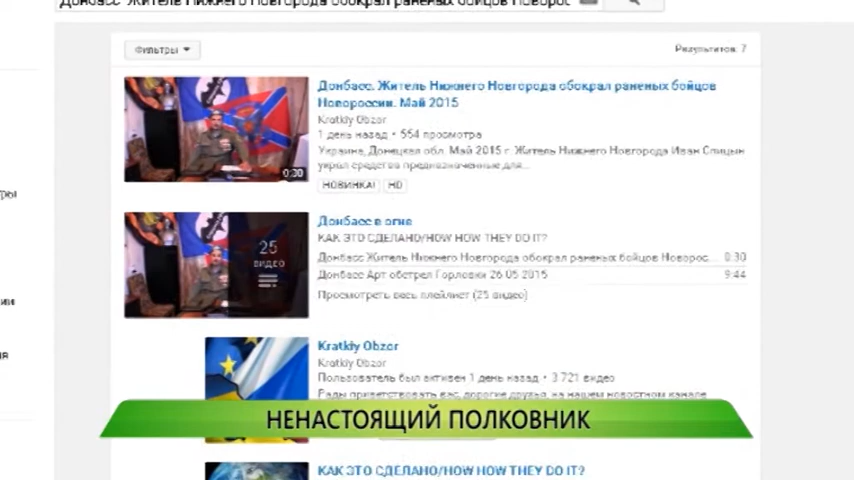 Донбасс Житель Нижнего Новгорода обокрал раненых бойцов Новорос
Фильтры
Результатов: 7
Донбасс. Житель Нижнего Новгорода обокрал раненых бойцов
Новороссии. Май 2015
Kratkiy Obzor
1 день назад • 554 просмотра
Украина, Донецкая обл. Май 2015 г. Житель Нижнего Новгорода Иван Спицын
украл средства предназначенные для...
0:30
НОВИНКА! HD
Донбасс в огне
КАК ЭТО СДЕЛАНО/HOW HOW THEY DO IT?
25
видео
Донбасс Житель Нижнего Новгорода обокрал раненых бойцов Новорос... 0:30
Донбасс Арт обстрел Горловки 26 05 2015 9:44
Просмотреть весь плейлист (25 видео)
Kratkiy Obzor
Kratkiy Obzor
Пользователь был активен 1 день назад • 3 721 видео
Рады приветствовать вас, дорогие друзья, на нашем новостном канале
НЕНАСТОЯЩИЙ ПОЛКОВНИК
КАК ЭТО СДЕЛАНО/HOW HOW THEY DO IT?